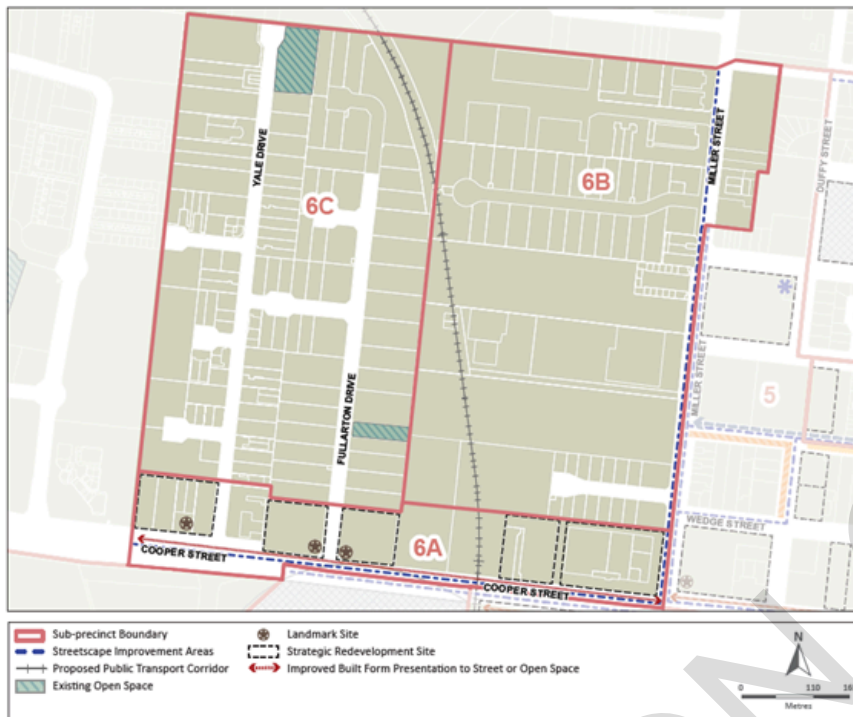 MILLER STREET
DUFFY STREET
YALE DRIVE
6C
6B
MILLER STREET
5
FULLARTON DRIVE
WEDGE STREET
6A
COOPER STREET
COOPER STREET
Sub-precinct Boundary
Streetscape Improvement Areas
Proposed Public Transport Corridor
Existing Open Space
Landmark Site
Strategic Redevelopment Site
Improved Built Form Presentation to Street or Open Space
N
0 110
Metres